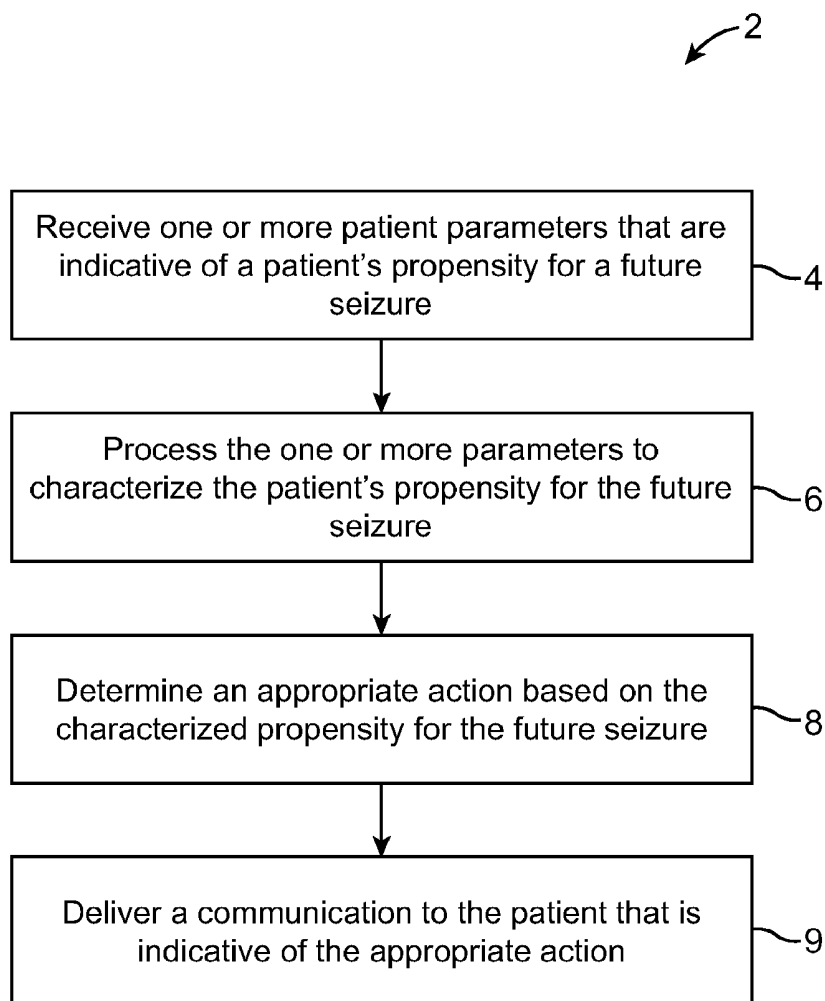 2
Receive one or more patient parameters that are
indicative of a patient's propensity for a future
seizure
4
Process the one or more parameters to
characterize the patient's propensity for the future
seizure
6
Determine an appropriate action based on the
characterized propensity for the future seizure
8
Deliver a communication to the patient that is
indicative of the appropriate action
9